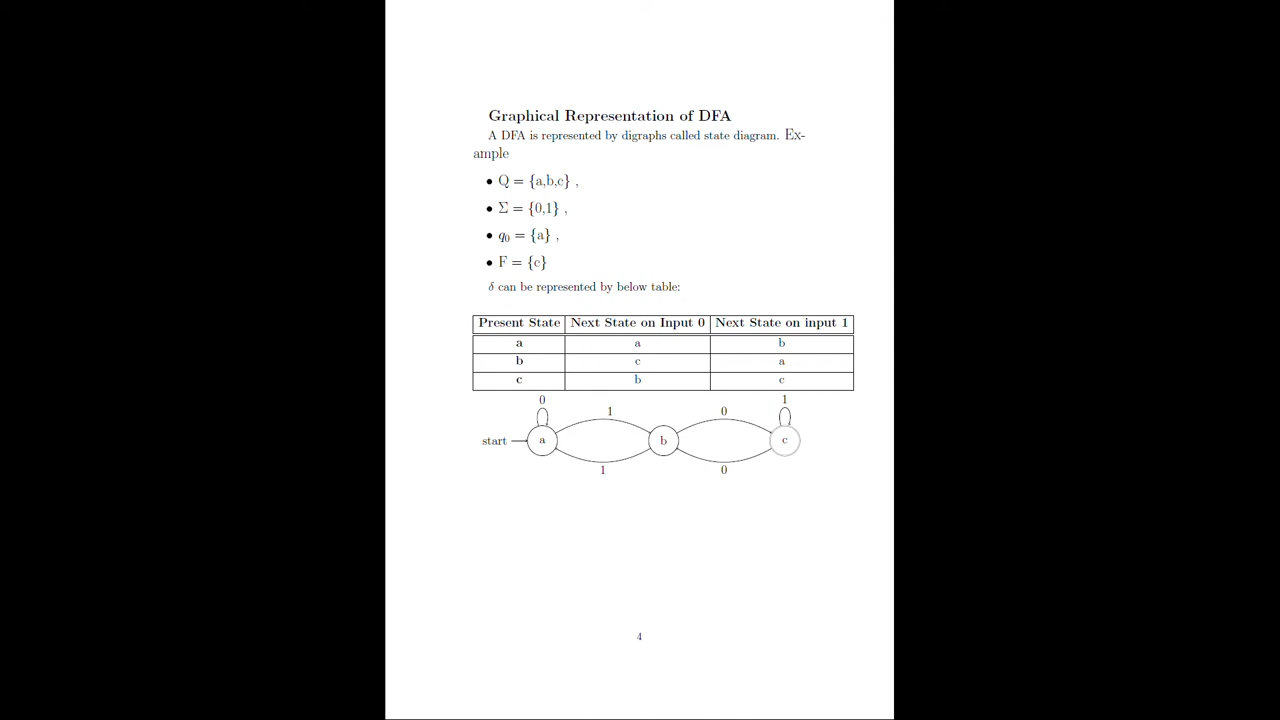 Graphical Representation of DFA
A DFA is represented by digraphs called state diagram. Ex-
ample
• Q = {a,b,c} ,
• Σ = {0,1} ,
• q₀ = {a} ,
• F = {c}
δ can be represented by below table:
Present State Next State on Input 0 Next State on input 1
a a b
b c a
c b c
0 1 0 1
start a b c
1 0
4